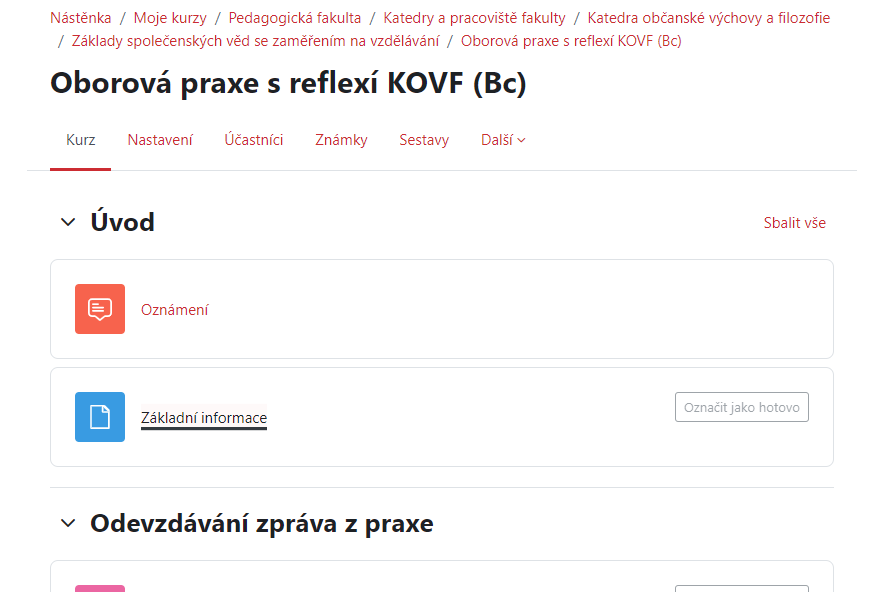 Nástěnka / Moje kurzy / Pedagogická fakulta / Katedry a pracoviště fakulty / Katedra občanské výchovy a filozofie
/ Základy společenských věd se zaměřením na vzdělávání / Oborová praxe s reflexí KOVF (Bc)
Oborová praxe s reflexí KOVF (Bc)
Kurz Nastavení Účastníci Známky Sestavy Další
Úvod Sbalit vše
Oznámení
Základní informace Označit jako hotovo
Odevzdávání zpráva z praxe